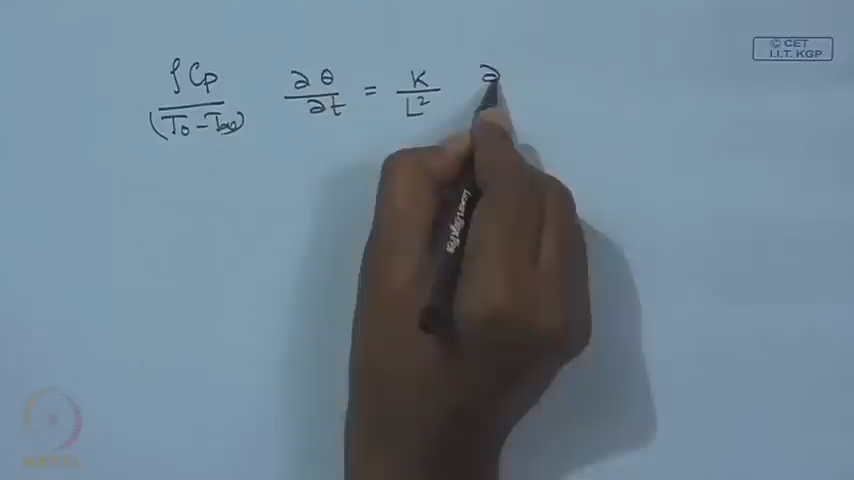 © CET
I.I.T. KGP
ρCp / (T₀ - T∞) ∂θ/∂t = K/L² ∂